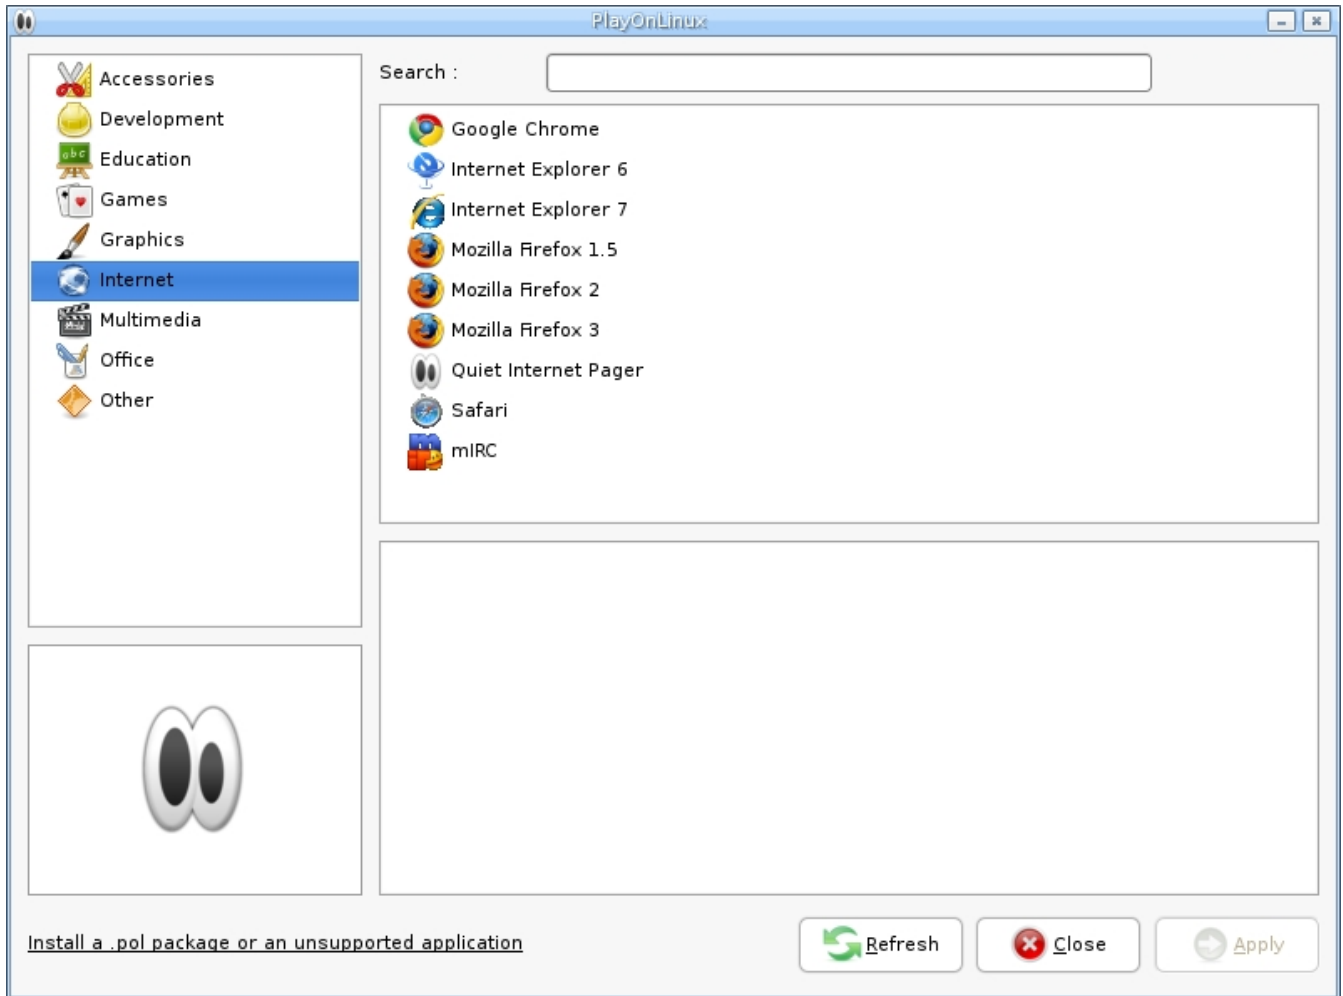 PlayOnLinux
Accessories
Development
Education
Games
Graphics
Internet
Multimedia
Office
Other
Search :
Google Chrome
Internet Explorer 6
Internet Explorer 7
Mozilla Firefox 1.5
Mozilla Firefox 2
Mozilla Firefox 3
Quiet Internet Pager
Safari
mIRC
Install a .pol package or an unsupported application
Refresh
Close
Apply